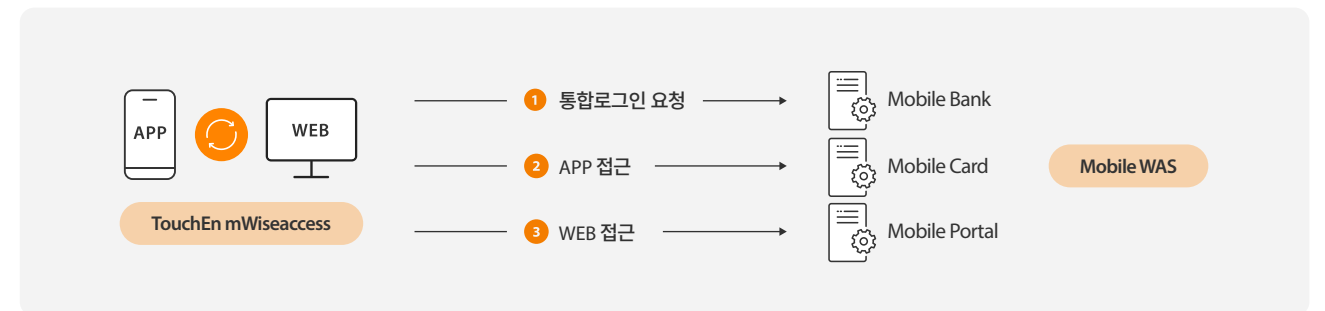 APP
WEB
TouchEn mWiseaccess
1 통합로그인 요청
2 APP 접근
3 WEB 접근
Mobile Bank
Mobile Card
Mobile Portal
Mobile WAS